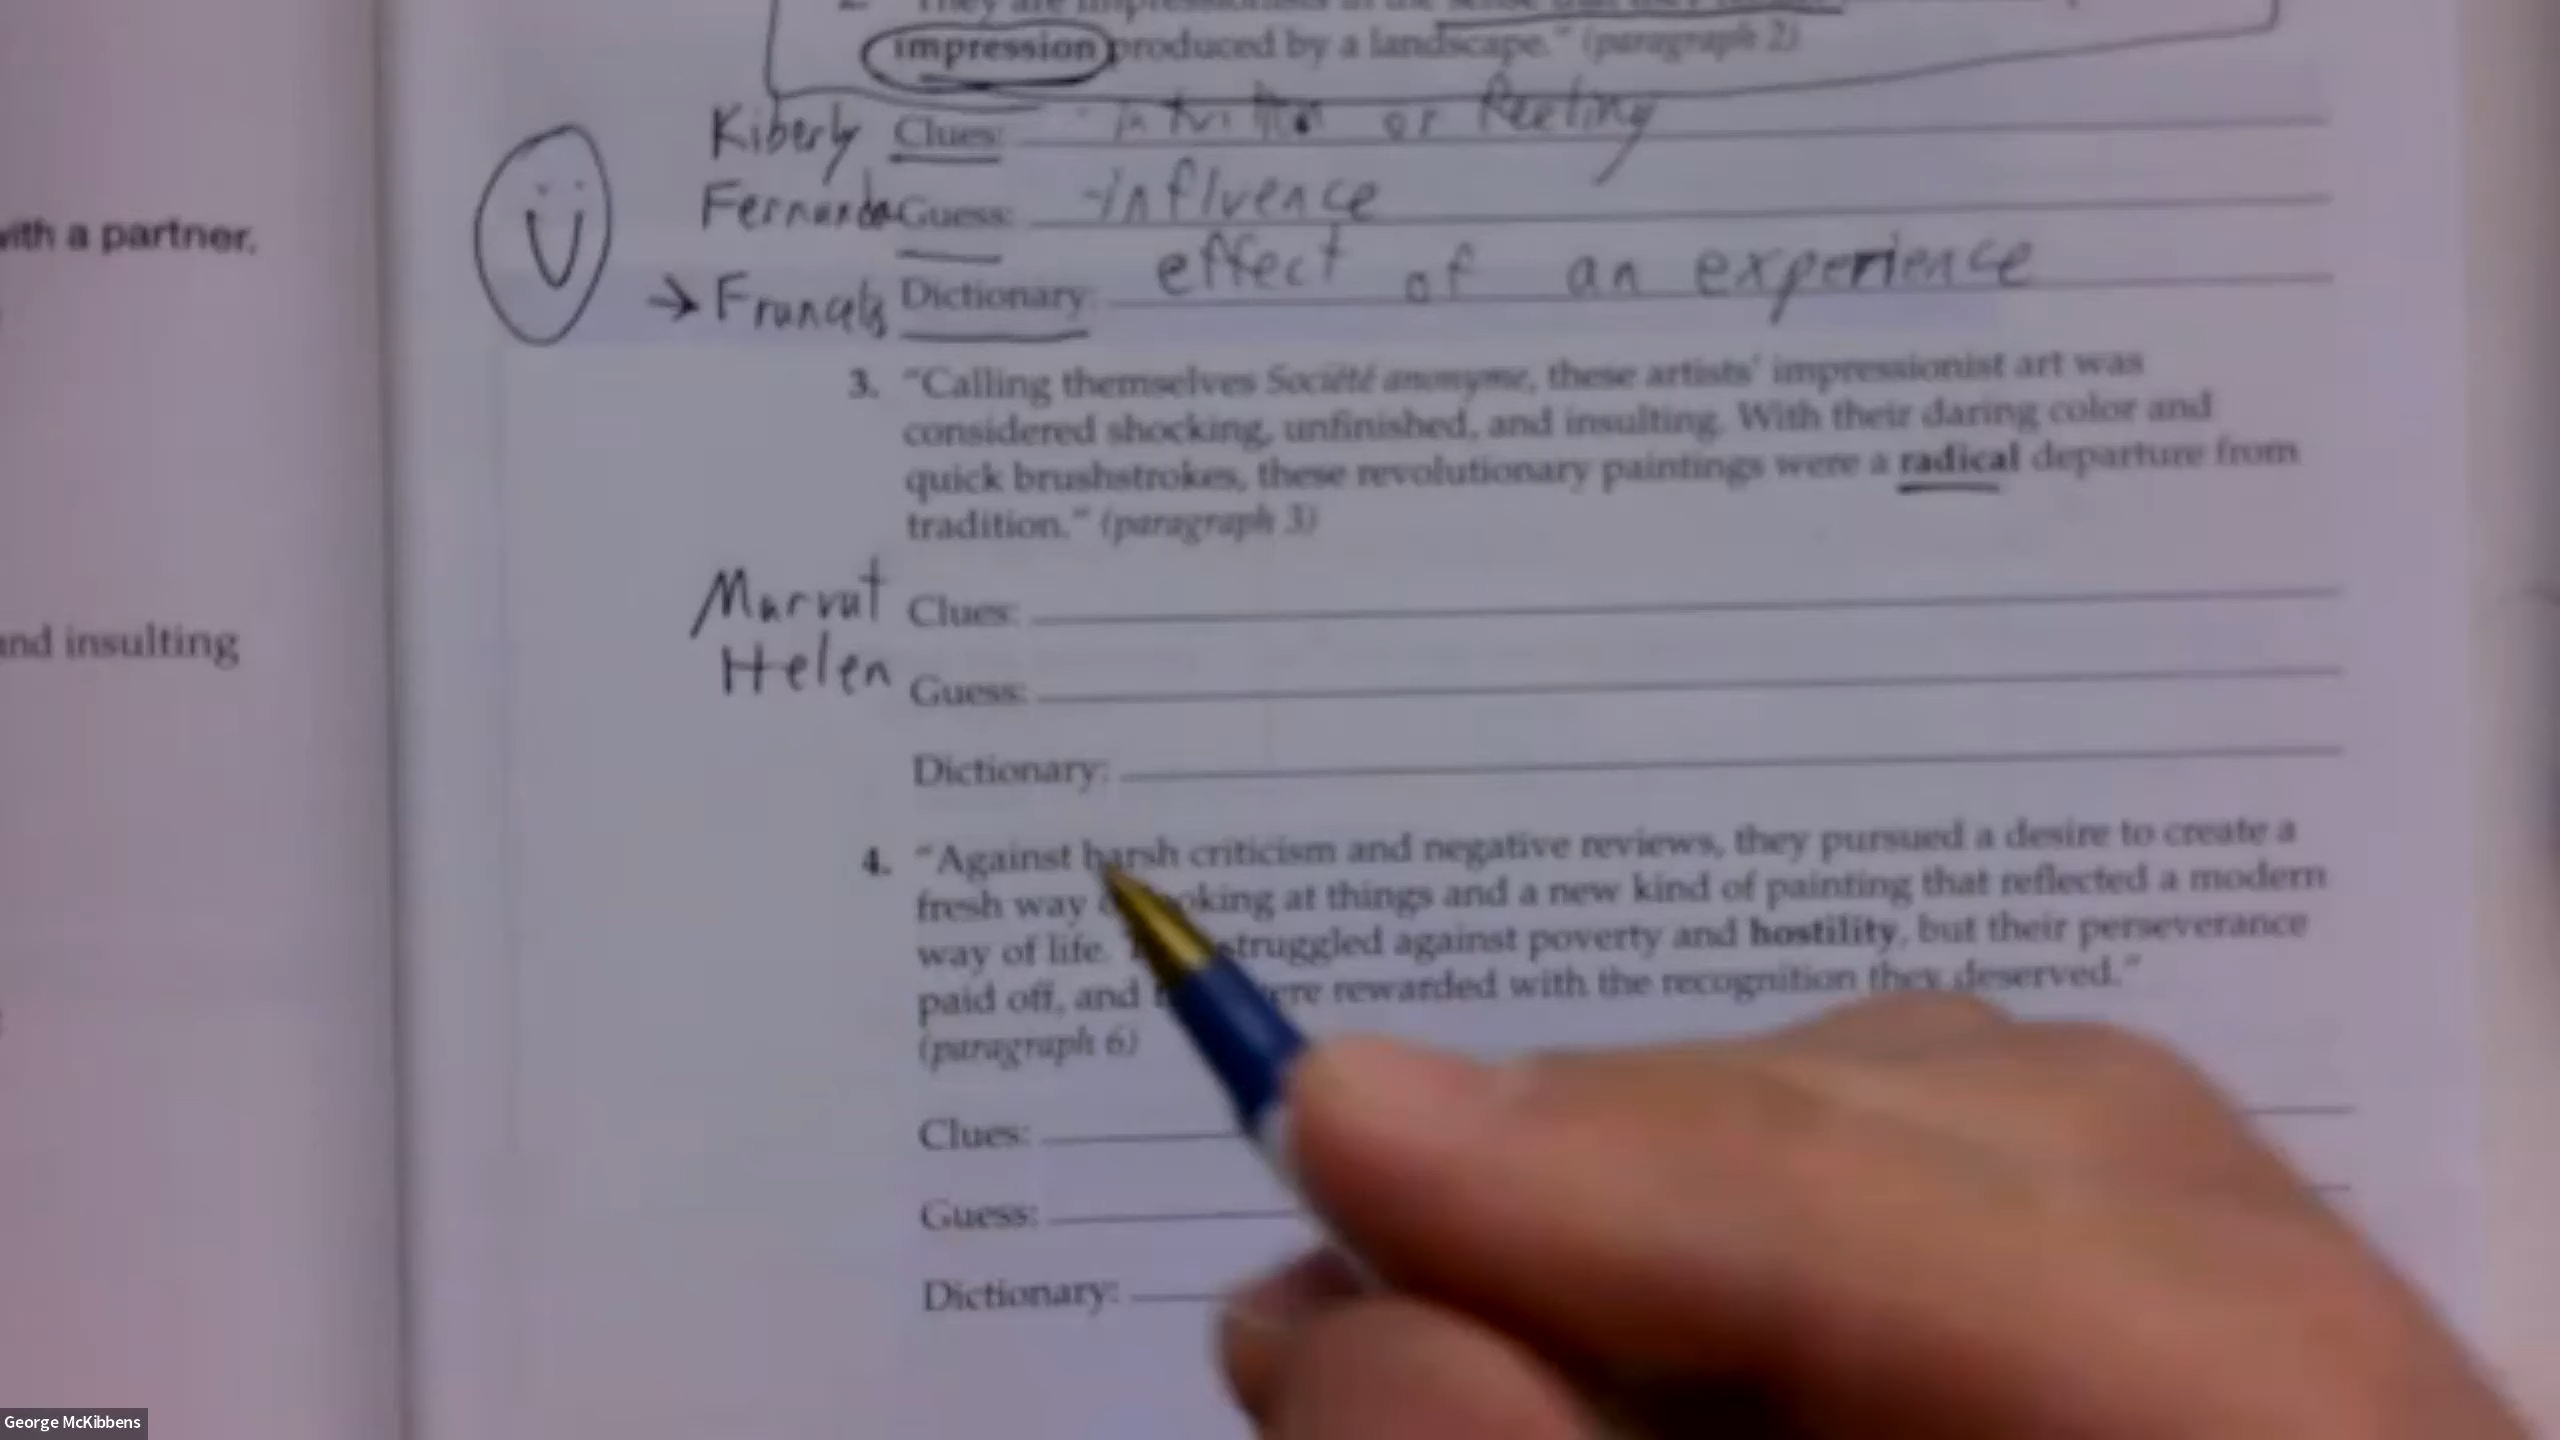 impression produced by a landscape." (paragraph 2)
Kiberly Clues: intuition or feeling
Fernanda Guess: -influence
→ Francels Dictionary: effect of an experience
with a partner.
3. "Calling themselves Société anonyme, these artists' impressionist art was
considered shocking, unfinished, and insulting. With their daring color and
quick brushstrokes, these revolutionary paintings were a radical departure from
tradition." (paragraph 3)
Marvat Clues:
and insulting
Helen Guess:
Dictionary:
4. "Against harsh criticism and negative reviews, they pursued a desire to create a
fresh way looking at things and a new kind of painting that reflected a modern
way of life. struggled against poverty and hostility, but their perseverance
paid off, and were rewarded with the recognition they deserved."
(paragraph 6)
Clues:
Guess:
Dictionary:
George McKibbens